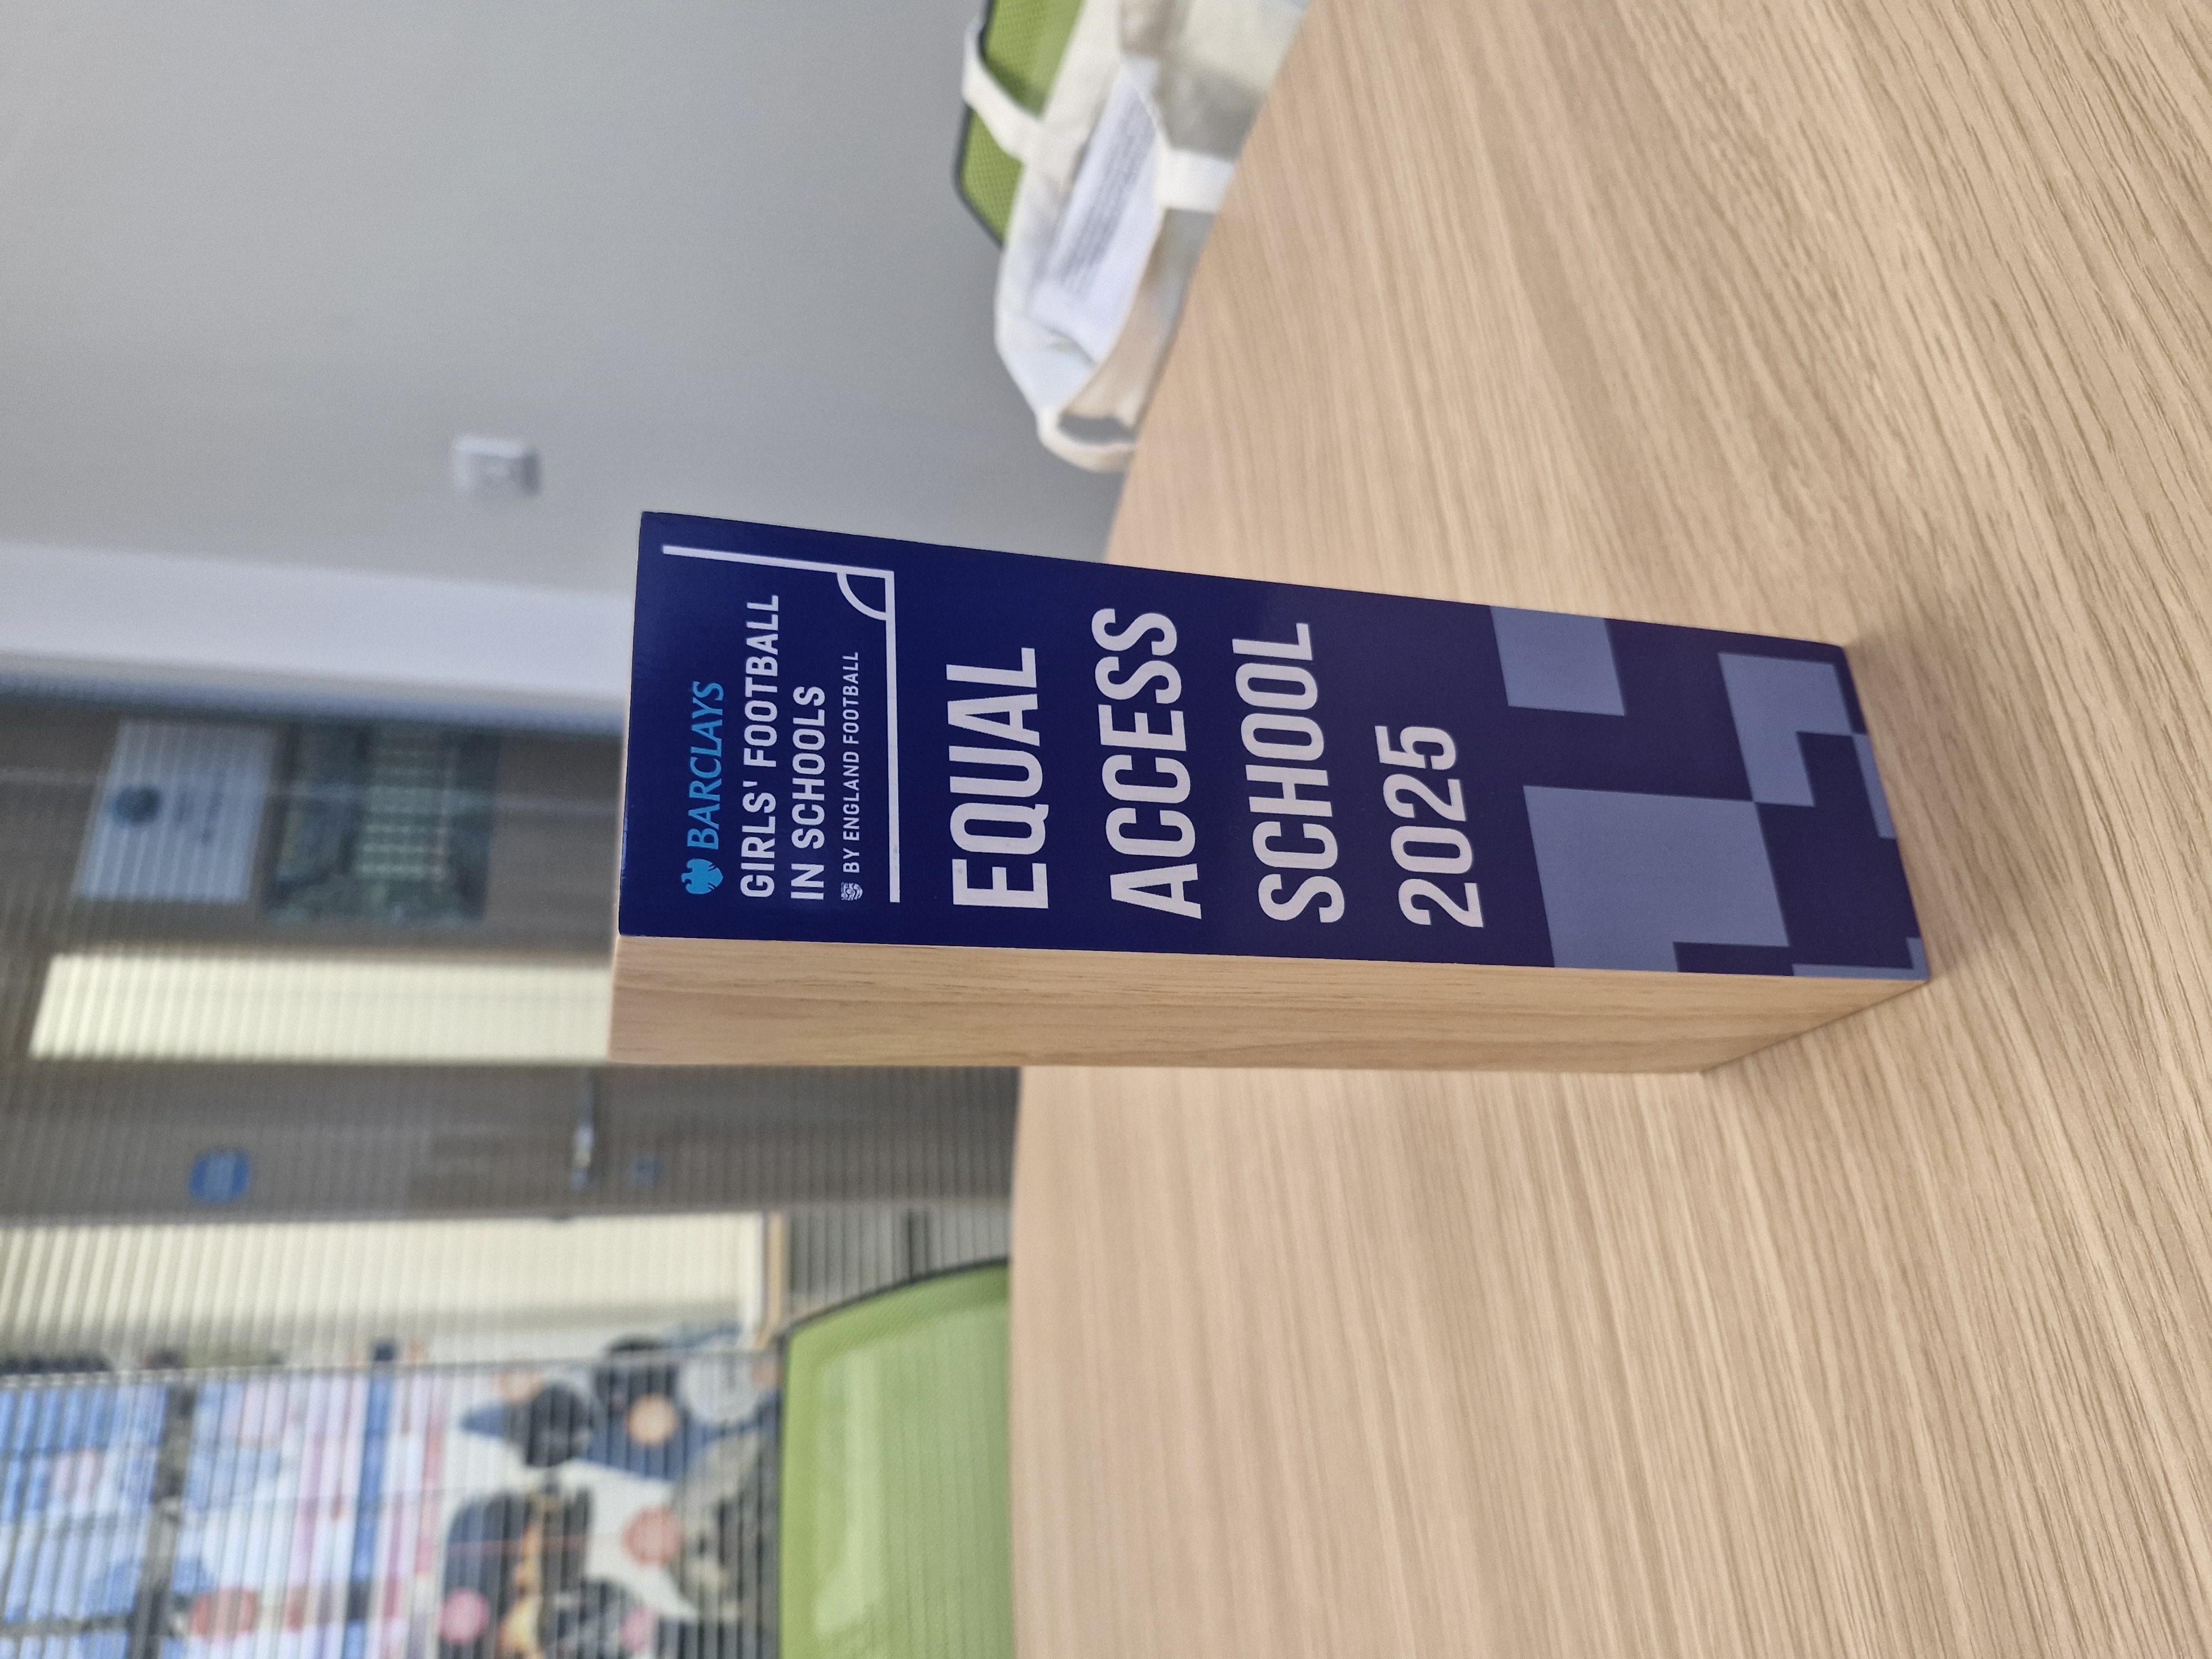 BARCLAYS
GIRLS' FOOTBALL
IN SCHOOLS
BY ENGLAND FOOTBALL
EQUAL
ACCESS
SCHOOL
2025